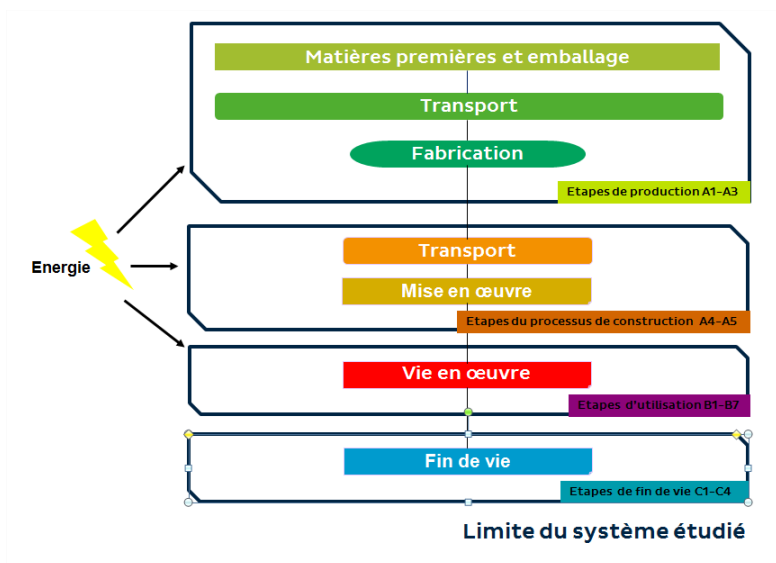 Matières premières et emballage
Transport
Fabrication
Etapes de production A1-A3
Energie
Transport
Mise en œuvre
Etapes du processus de construction A4-A5
Vie en œuvre
Etapes d'utilisation B1-B7
Fin de vie
Etapes de fin de vie C1-C4
Limite du système étudié